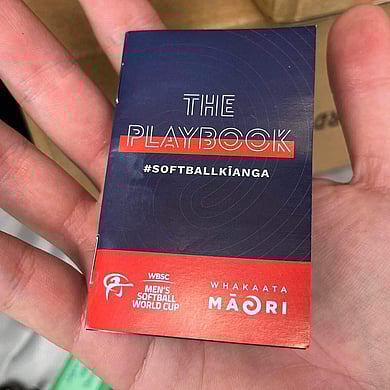 THE
PLAYBOOK
#SOFTBALLKĪANGA
WBSC
MEN'S
SOFTBALL
WORLD CUP
WHAKAATA
MĀORI